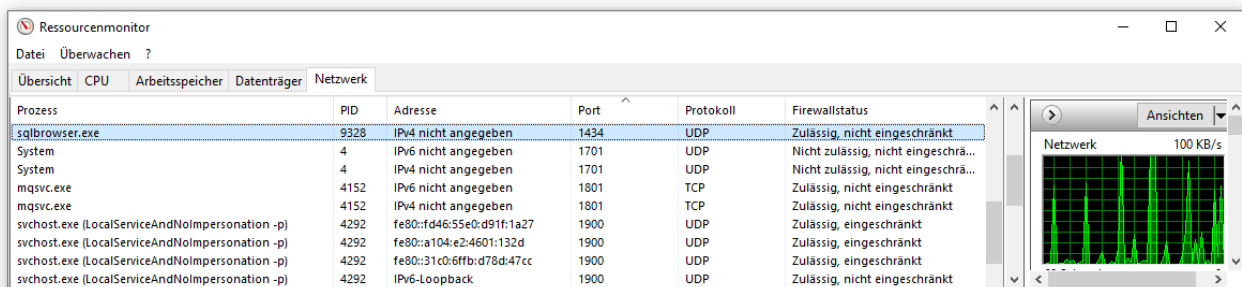 Ressourcenmonitor
Datei Überwachen ?
Übersicht CPU Arbeitsspeicher Datenträger Netzwerk
Prozess PID Adresse Port Protokoll Firewallstatus
sqlbrowser.exe 9328 IPv4 nicht angegeben 1434 UDP Zulässig, nicht eingeschränkt
System 4 IPv6 nicht angegeben 1701 UDP Nicht zulässig, nicht eingeschrä...
System 4 IPv4 nicht angegeben 1701 UDP Nicht zulässig, nicht eingeschrä...
mqsvc.exe 4152 IPv6 nicht angegeben 1801 TCP Zulässig, nicht eingeschränkt
mqsvc.exe 4152 IPv4 nicht angegeben 1801 TCP Zulässig, nicht eingeschränkt
svchost.exe (LocalServiceAndNoImpersonation -p) 4292 fe80::fd46:55e0:d91f:1a27 1900 UDP Zulässig, eingeschränkt
svchost.exe (LocalServiceAndNoImpersonation -p) 4292 fe80::a104:e2:4601:132d 1900 UDP Zulässig, eingeschränkt
svchost.exe (LocalServiceAndNoImpersonation -p) 4292 fe80::31c0:6ffb:d78d:47cc 1900 UDP Zulässig, eingeschränkt
svchost.exe (LocalServiceAndNoImpersonation -p) 4292 IPv6-Loopback 1900 UDP Zulässig, eingeschränkt
Ansichten
Netzwerk 100 KB/s